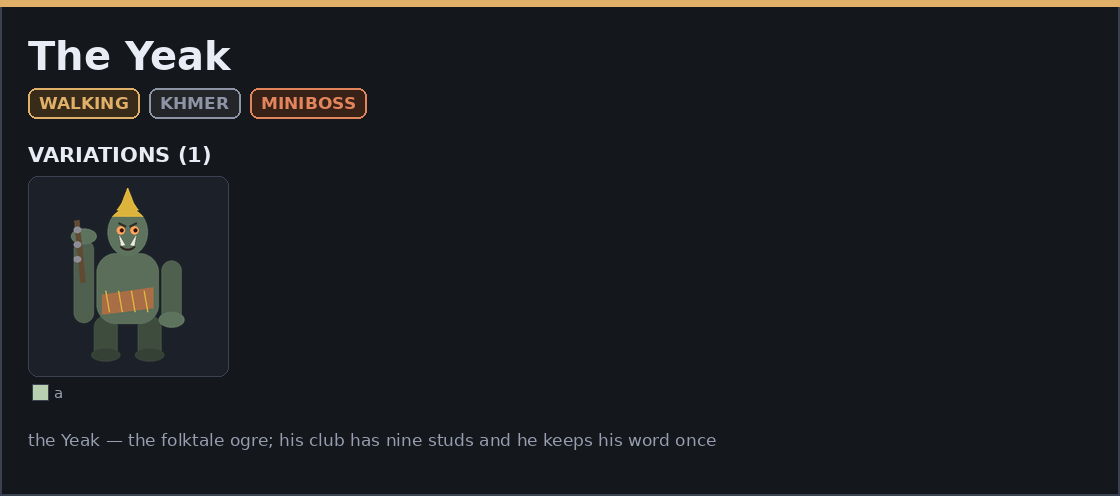 The Yeak
WALKING KHMER MINIBOSS
VARIATIONS (1)
a
the Yeak — the folktale ogre; his club has nine studs and he keeps his word once